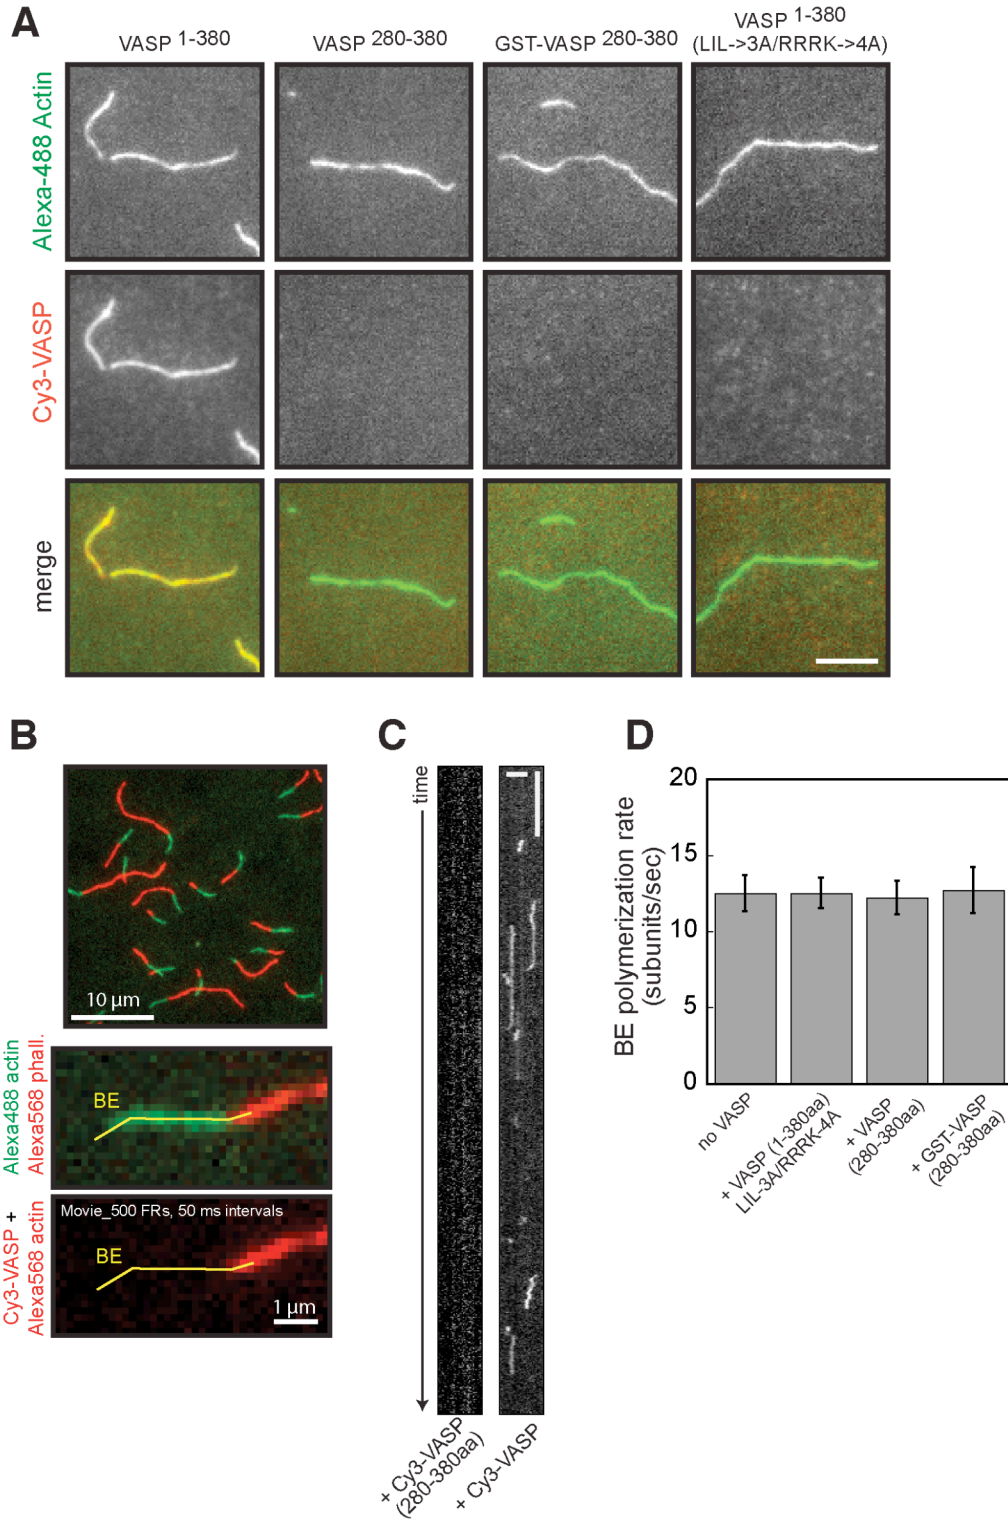 A
VASP 1-380
VASP 280-380
GST-VASP 280-380
VASP 1-380
(LIL->3A/RRRK->4A)
Alexa-488 Actin
Cy3-VASP
merge
B
10 µm
Alexa488 actin
Alexa568 phall.
BE
Cy3-VASP +
Alexa568 actin
Movie_500 FRs, 50 ms intervals
BE
1 µm
C
time
+ Cy3-VASP
(280-380aa)
+ Cy3-VASP
D
BE polymerization rate
(subunits/sec)
20
15
10
5
0
no VASP
+ VASP (1-380aa)
LIL-3A/RRRK-4A
+ VASP
(280-380aa)
+ GST-VASP
(280-380aa)